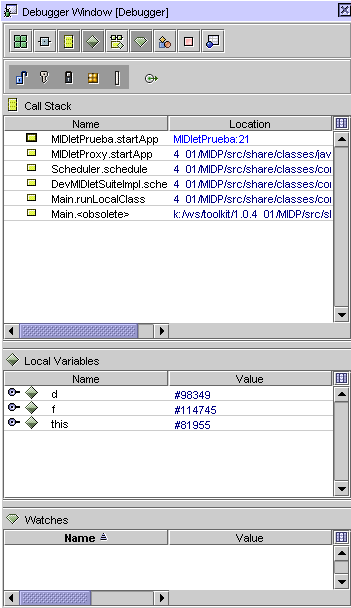 Debugger Window [Debugger]
Call Stack
Name Location
MIDletPrueba.startApp MIDletPrueba:21
MIDletProxy.startApp 4_01/MIDP/src/share/classes/jav
Scheduler.schedule 4_01/MIDP/src/share/classes/cor
DevMIDletSuiteImpl.sche 4_01/MIDP/src/share/classes/cor
Main.runLocalClass 4_01/MIDP/src/share/classes/cor
Main.<obsolete> k:/ws/toolkit/1.0.4_01/MIDP/src/sl
Local Variables
Name Value
d #98349
f #114745
this #81955
Watches
Name Value